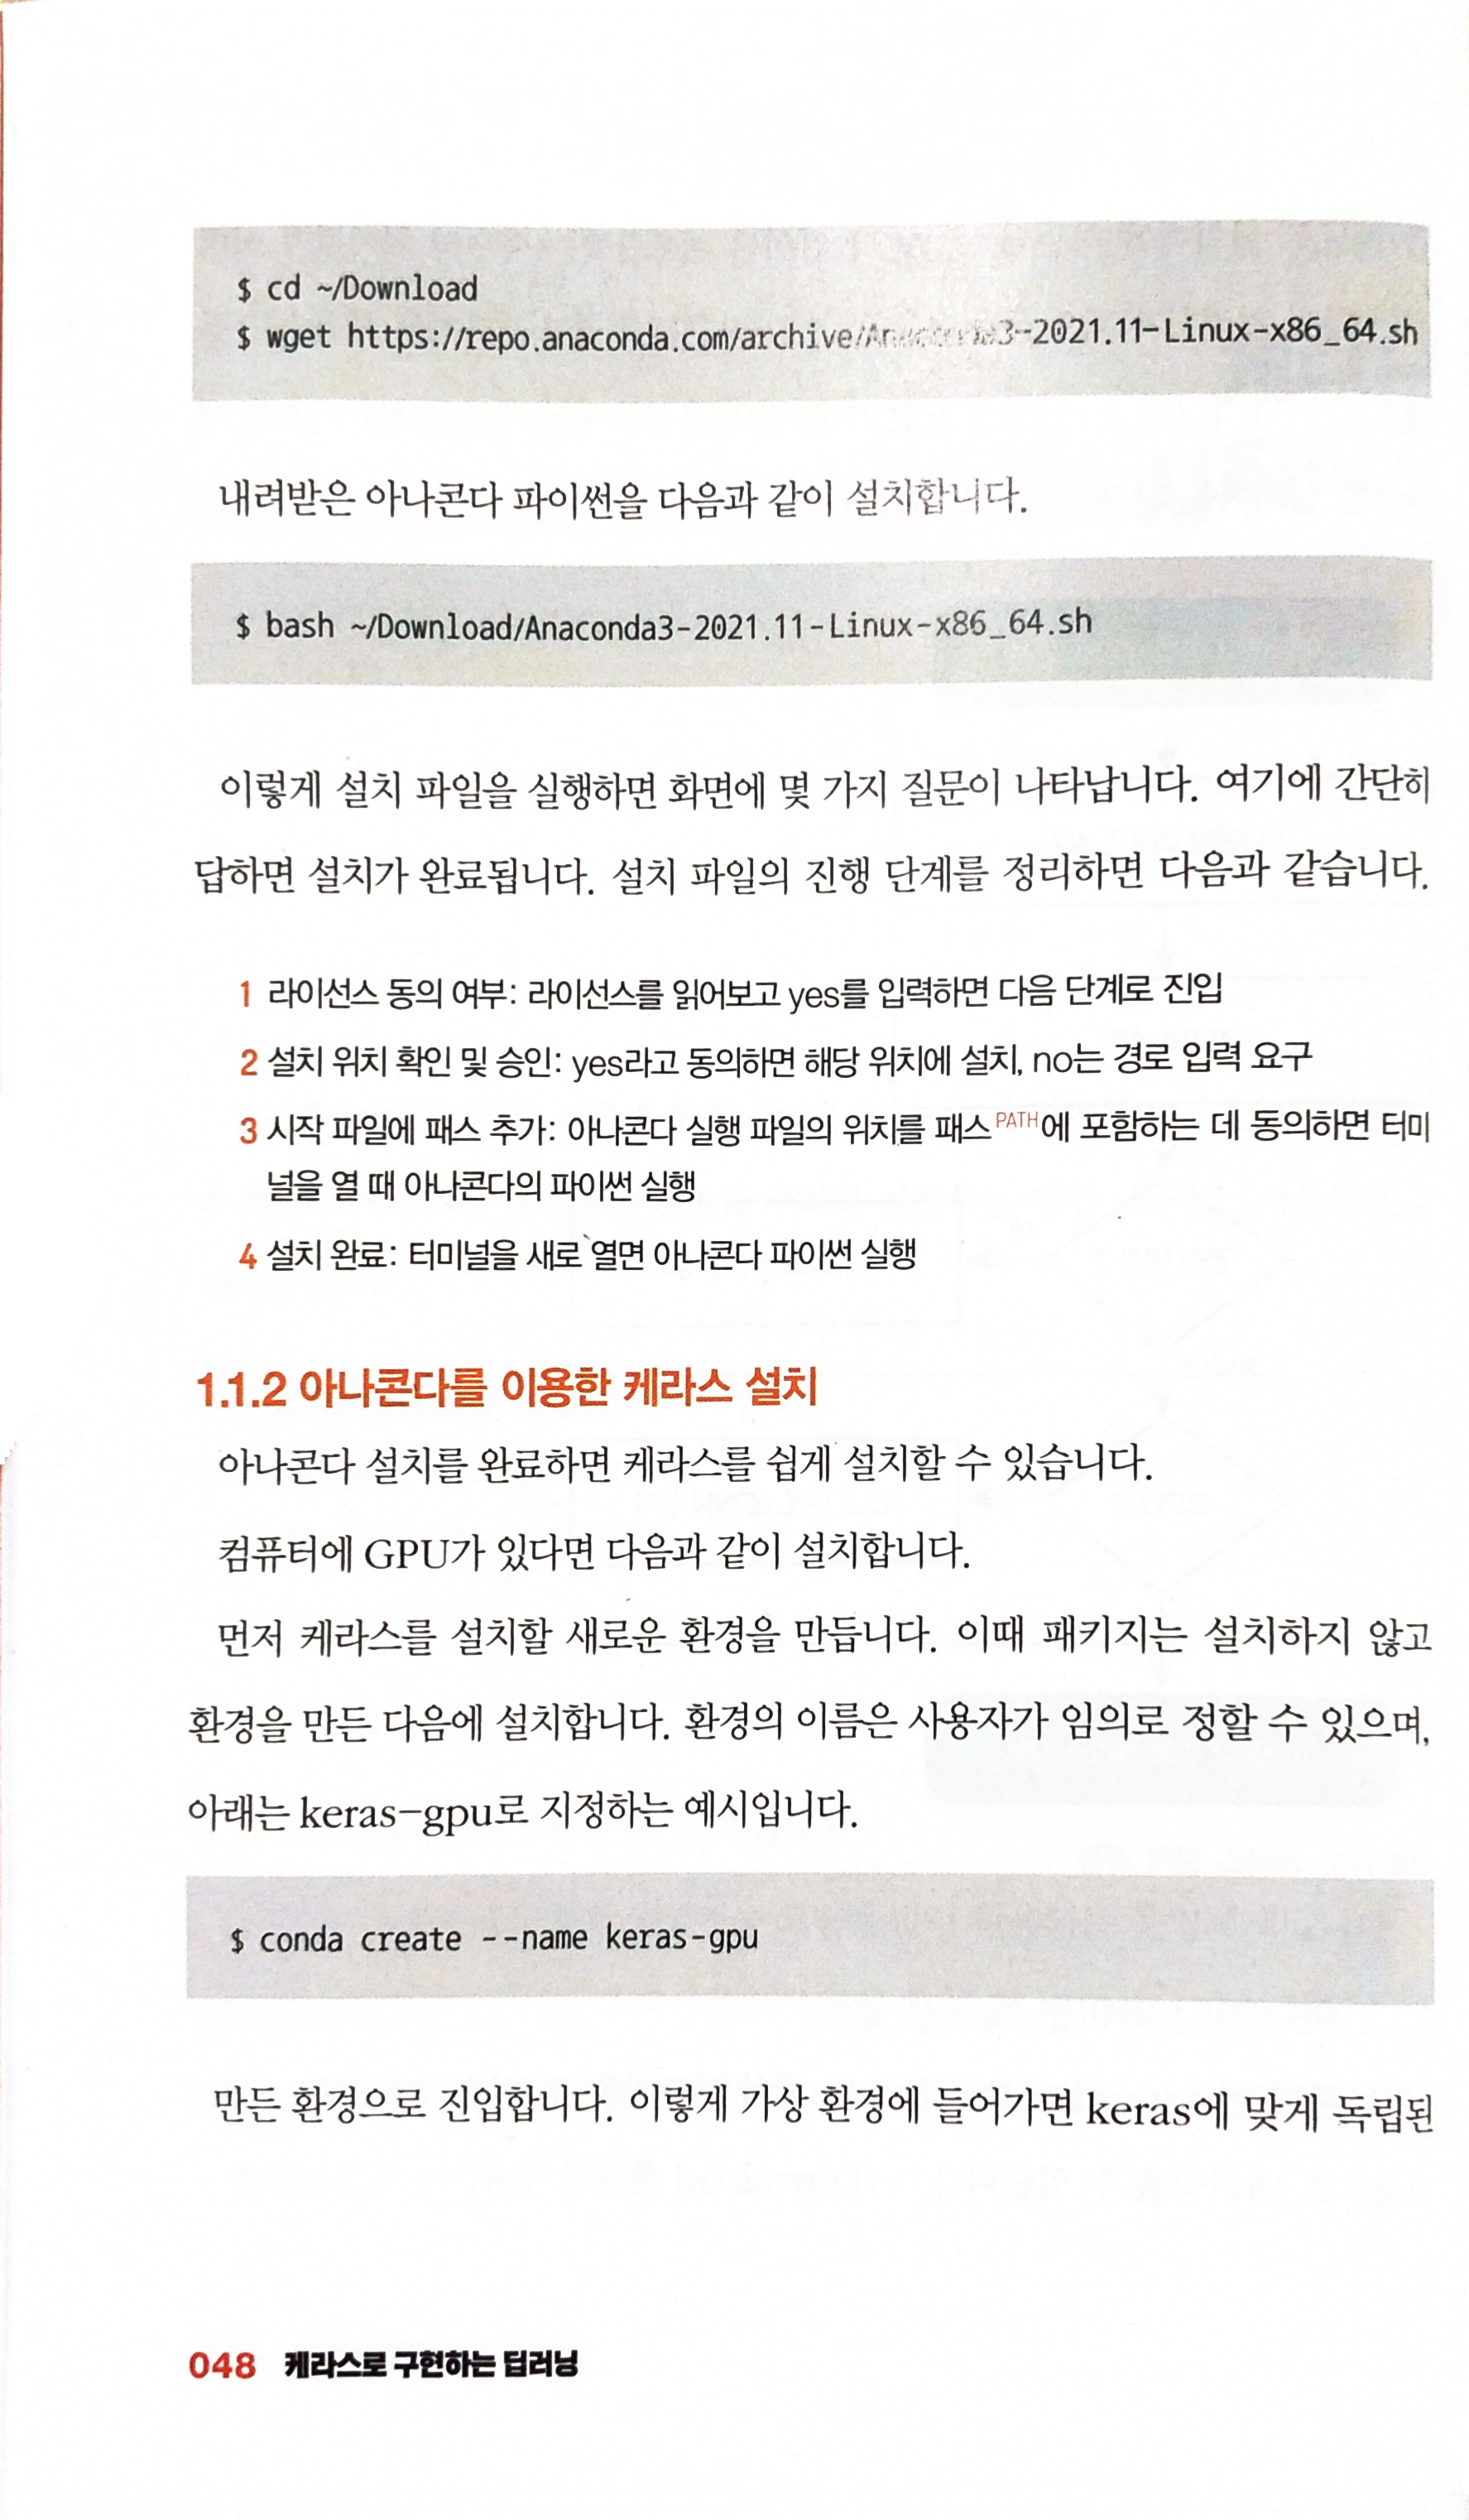 $ cd ~/Download
$ wget https://repo.anaconda.com/archive/Anaconda3-2021.11-Linux-x86_64.sh
내려받은 아나콘다 파이썬을 다음과 같이 설치합니다.
$ bash ~/Download/Anaconda3-2021.11-Linux-x86_64.sh
이렇게 설치 파일을 실행하면 화면에 몇 가지 질문이 나타납니다. 여기에 간단히
답하면 설치가 완료됩니다. 설치 파일의 진행 단계를 정리하면 다음과 같습니다.
1 라이선스 동의 여부: 라이선스를 읽어보고 yes를 입력하면 다음 단계로 진입
2 설치 위치 확인 및 승인: yes라고 동의하면 해당 위치에 설치, no는 경로 입력 요구
3 시작 파일에 패스 추가: 아나콘다 실행 파일의 위치를 패스PATH에 포함하는 데 동의하면 터미
널을 열 때 아나콘다의 파이썬 실행
4 설치 완료: 터미널을 새로 열면 아나콘다 파이썬 실행
1.1.2 아나콘다를 이용한 케라스 설치
아나콘다 설치를 완료하면 케라스를 쉽게 설치할 수 있습니다.
컴퓨터에 GPU가 있다면 다음과 같이 설치합니다.
먼저 케라스를 설치할 새로운 환경을 만듭니다. 이때 패키지는 설치하지 않고
환경을 만든 다음에 설치합니다. 환경의 이름은 사용자가 임의로 정할 수 있으며,
아래는 keras-gpu로 지정하는 예시입니다.
$ conda create --name keras-gpu
만든 환경으로 진입합니다. 이렇게 가상 환경에 들어가면 keras에 맞게 독립된
048 케라스로 구현하는 딥러닝